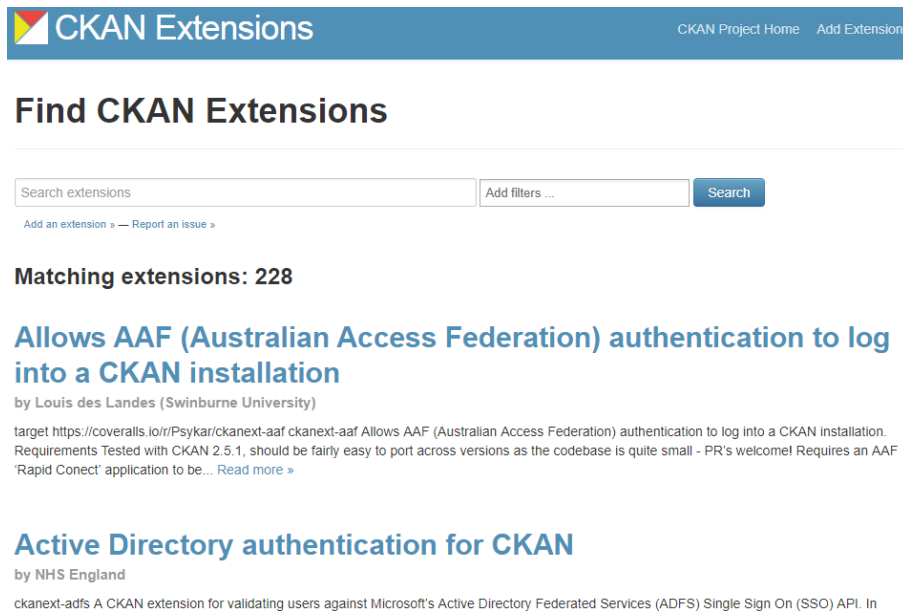 CKAN Extensions
CKAN Project Home Add Extension
Find CKAN Extensions
Search extensions
Add filters ...
Search
Add an extension » — Report an issue »
Matching extensions: 228
Allows AAF (Australian Access Federation) authentication to log
into a CKAN installation
by Louis des Landes (Swinburne University)
target https://coveralls.io/r/Psykar/ckanext-aaf ckanext-aaf Allows AAF (Australian Access Federation) authentication to log into a CKAN installation.
Requirements Tested with CKAN 2.5.1, should be fairly easy to port across versions as the codebase is quite small - PR's welcome! Requires an AAF
‘Rapid Conect’ application to be... Read more »
Active Directory authentication for CKAN
by NHS England
ckanext-adfs A CKAN extension for validating users against Microsoft's Active Directory Federated Services (ADFS) Single Sign On (SSO) API. In